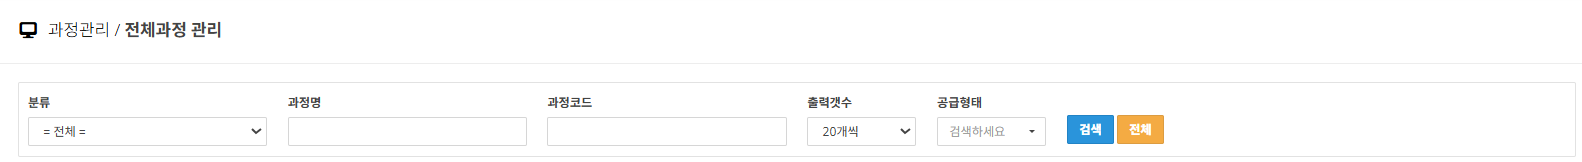 과정관리 / 전체과정 관리
분류 과정명 과정코드 출력갯수 공급형태
= 전체 = 20개씩 검색하세요 검색 전체